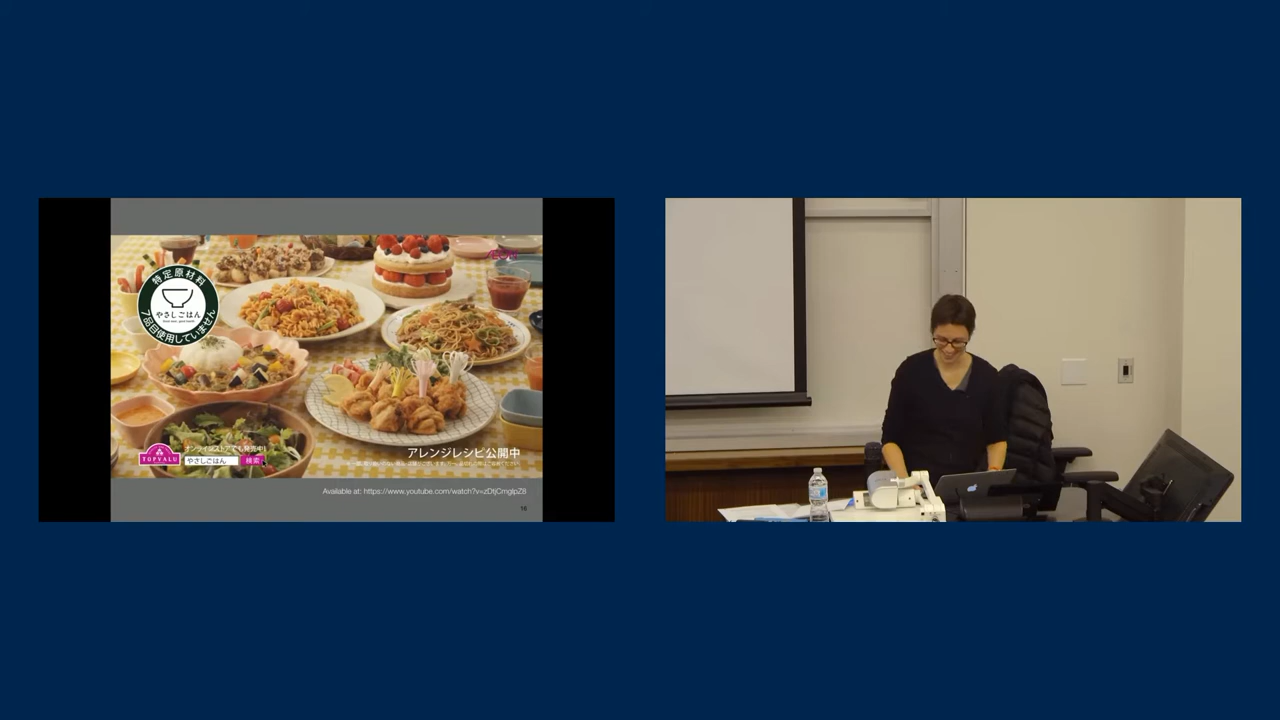 特定原材料
やさしごはん
7品目使用していません
TOPVALU
オンラインストアでも発売中!
やさしごはん 検索
アレンジレシピ公開中
Available at: https://www.youtube.com/watch?v=zDtjCmglpZ8
16